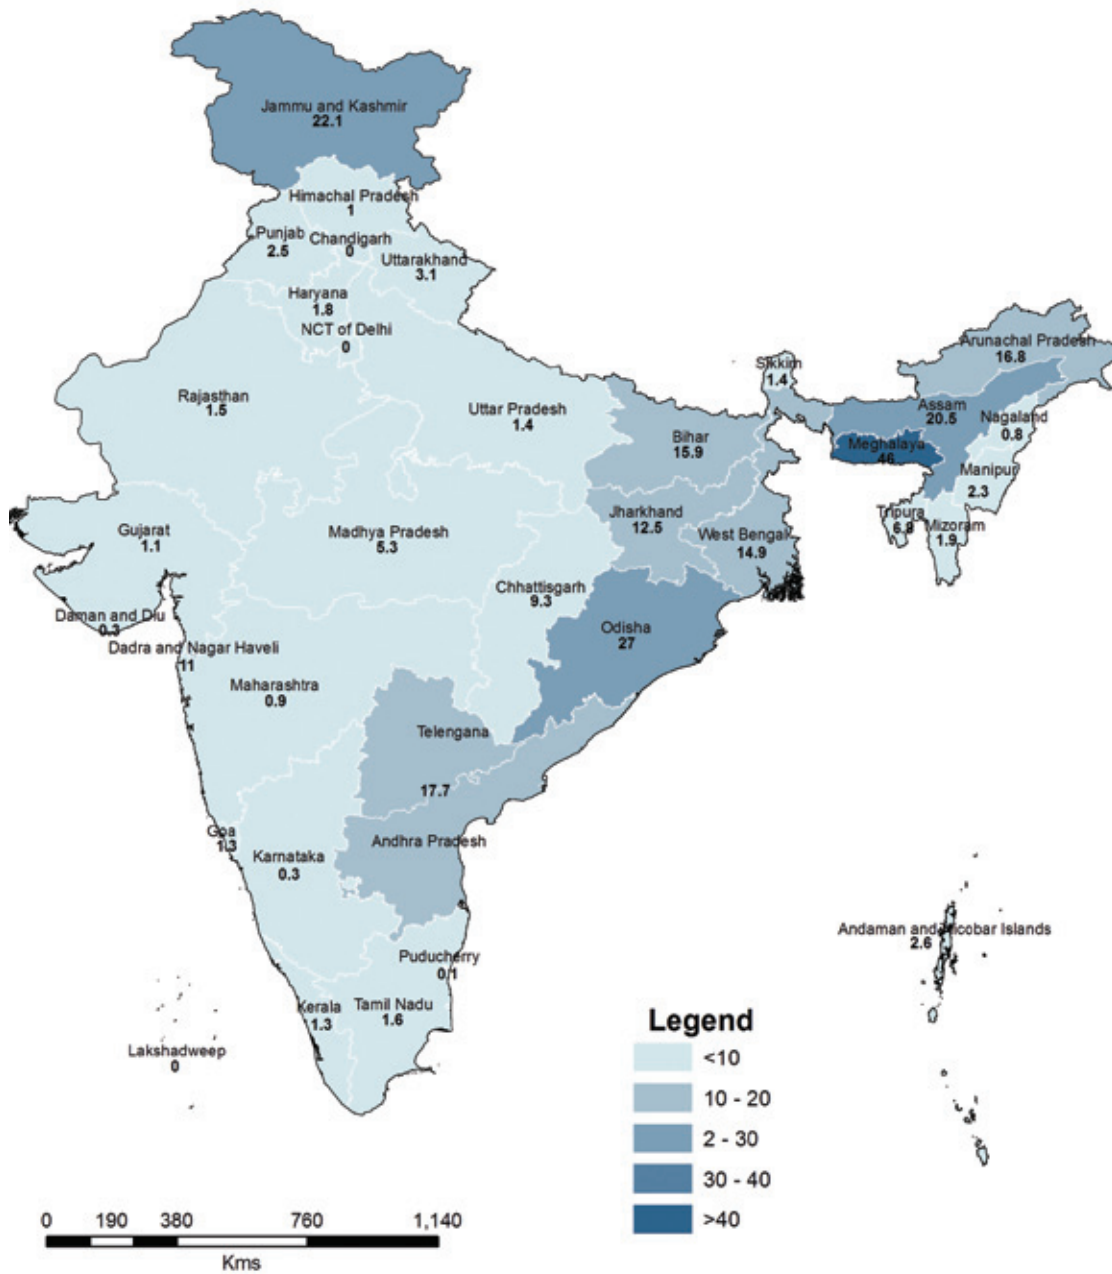 Jammu and Kashmir
22.1
Himachal Pradesh
1
Punjab
2.5
Chandigarh
0
Uttarakhand
3.1
Haryana
1.8
NCT of Delhi
0
Rajasthan
1.5
Uttar Pradesh
1.4
Sikkim
1.4
Arunachal Pradesh
16.8
Assam
20.5
Nagaland
0.8
Meghalaya
46
Manipur
2.3
Tripura
6.8
Mizoram
1.9
Bihar
15.9
Jharkhand
12.5
West Bengal
14.9
Gujarat
1.1
Madhya Pradesh
5.3
Chhattisgarh
9.3
Odisha
27
Daman and Diu
0.3
Dadra and Nagar Haveli
11
Maharashtra
0.9
Telengana
17.7
Andhra Pradesh
Goa
1.3
Karnataka
0.3
Puducherry
0.1
Kerala
1.3
Tamil Nadu
1.6
Lakshadweep
0
Andaman and Nicobar Islands
2.6
Legend
<10
10 - 20
2 - 30
30 - 40
>40
0 190 380 760 1,140
Kms